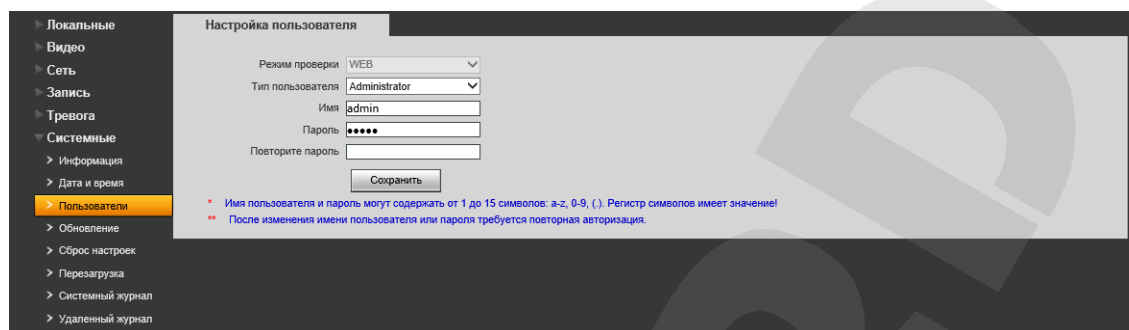 Локальные
Видео
Сеть
Запись
Тревога
Системные
Информация
Дата и время
Пользователи
Обновление
Сброс настроек
Перезагрузка
Системный журнал
Удаленный журнал
Настройка пользователя
Режим проверки WEB
Тип пользователя Administrator
Имя admin
Пароль •••••
Повторите пароль
Сохранить
* Имя пользователя и пароль могут содержать от 1 до 15 символов: a-z, 0-9, (.). Регистр символов имеет значение!
** После изменения имени пользователя или пароля требуется повторная авторизация.